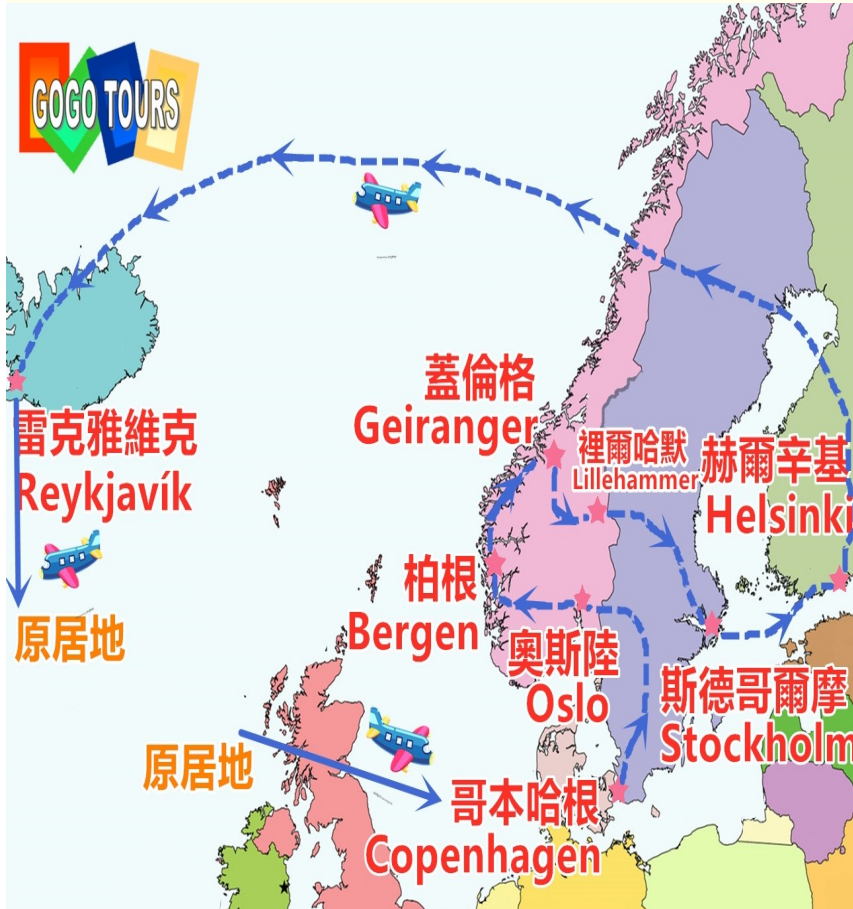 GOGO TOURS
蓋倫格
Geiranger
裡爾哈默
Lillehammer
赫爾辛基
Helsinki
雷克雅維克
Reykjavík
柏根
Bergen
原居地
奧斯陸
Oslo
斯德哥爾摩
Stockholm
原居地
哥本哈根
Copenhagen